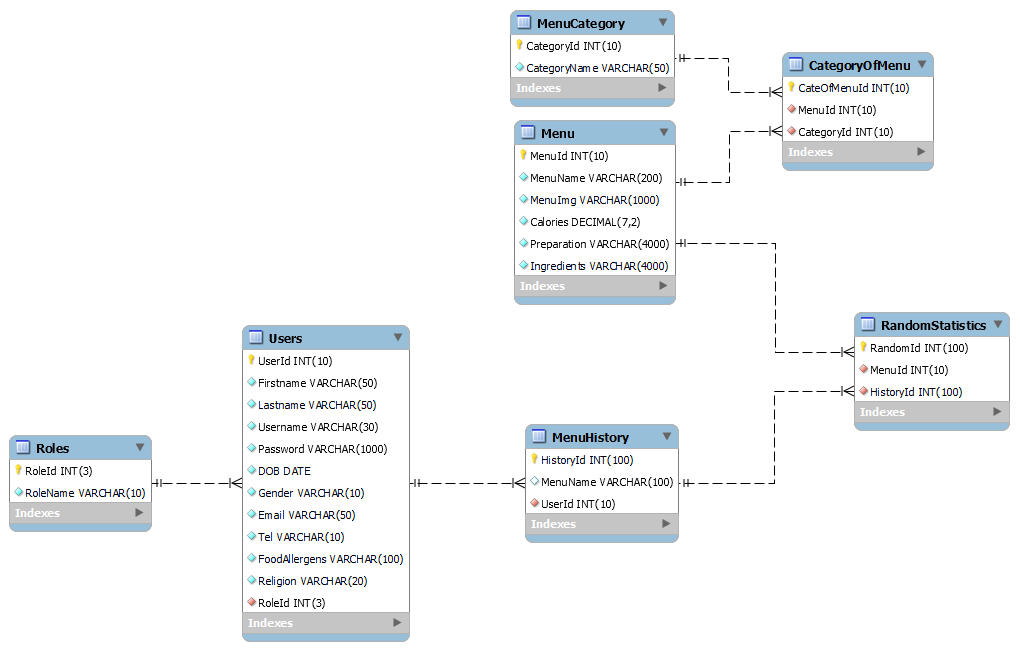 MenuCategory
CategoryId INT(10)
CategoryName VARCHAR(50)
Indexes
CategoryOfMenu
CateOfMenuId INT(10)
MenuId INT(10)
CategoryId INT(10)
Indexes
Menu
MenuId INT(10)
MenuName VARCHAR(200)
MenuImg VARCHAR(1000)
Calories DECIMAL(7,2)
Preparation VARCHAR(4000)
Ingredients VARCHAR(4000)
Indexes
RandomStatistics
RandomId INT(100)
MenuId INT(10)
HistoryId INT(100)
Indexes
Users
UserId INT(10)
Firstname VARCHAR(50)
Lastname VARCHAR(50)
Username VARCHAR(30)
Password VARCHAR(1000)
DOB DATE
Gender VARCHAR(10)
Email VARCHAR(50)
Tel VARCHAR(10)
FoodAllergens VARCHAR(100)
Religion VARCHAR(20)
RoleId INT(3)
Indexes
MenuHistory
HistoryId INT(100)
MenuName VARCHAR(100)
UserId INT(10)
Indexes
Roles
RoleId INT(3)
RoleName VARCHAR(10)
Indexes